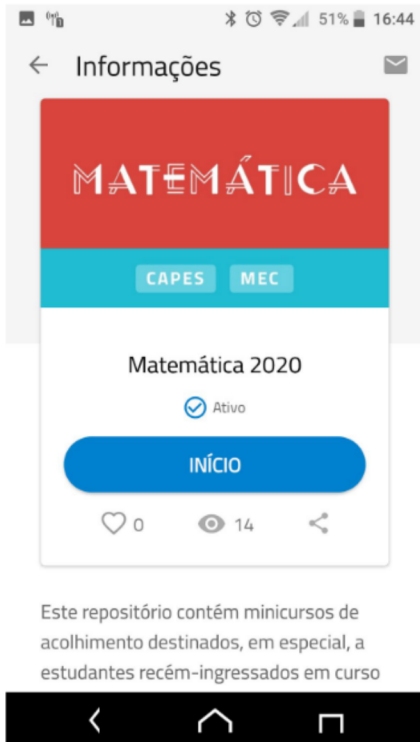 51% 16:44
Informações
MATEMÁTICA
CAPES MEC
Matemática 2020
Ativo
INÍCIO
0 14
Este repositório contém minicursos de
acolhimento destinados, em especial, a
estudantes recém-ingressados em curso